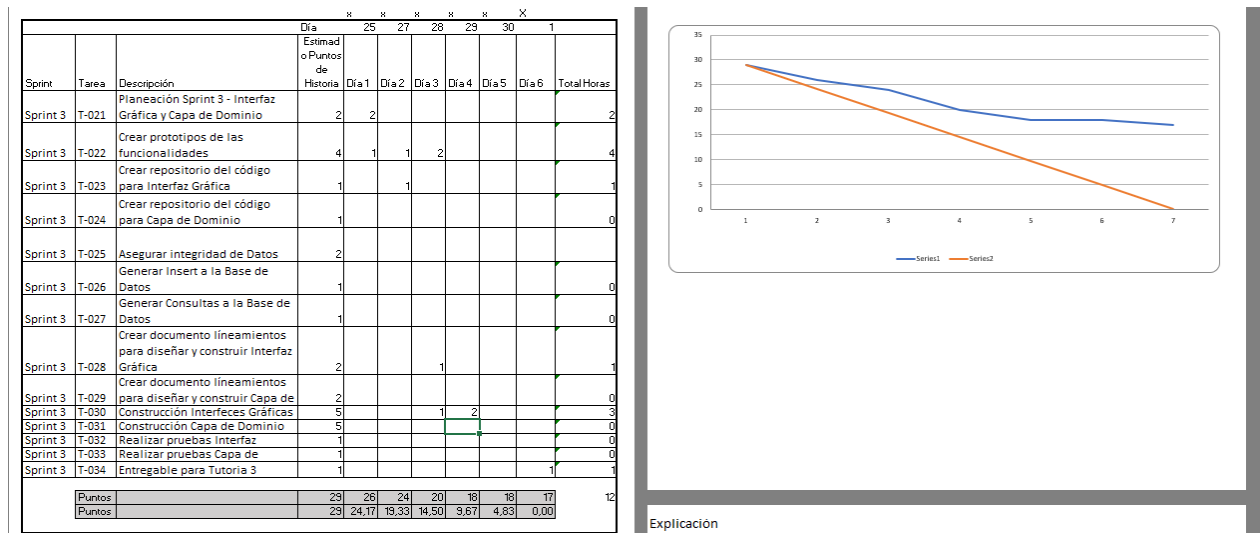 x x x x x X
Día 25 27 28 29 30 1
Estimad
o Puntos
de
Sprint Tarea Descripción Historia Día 1 Día 2 Día 3 Día 4 Día 5 Día 6 Total Horas
Planeación Sprint 3 - Interfaz
Sprint 3 T-021 Gráfica y Capa de Dominio 2 2 2
Crear prototipos de las
Sprint 3 T-022 funcionalidades 4 1 1 2 4
Crear repositorio del código
Sprint 3 T-023 para Interfaz Gráfica 1 1 1
Crear repositorio del código
Sprint 3 T-024 para Capa de Dominio 1 0
Sprint 3 T-025 Asegurar integridad de Datos 2
Generar Insert a la Base de
Sprint 3 T-026 Datos 1 0
Generar Consultas a la Base de
Sprint 3 T-027 Datos 1 0
Crear documento líneamientos
para diseñar y construir Interfaz
Sprint 3 T-028 Gráfica 2 1 1
Crear documento líneamientos
Sprint 3 T-029 para diseñar y construir Capa de 2 0
Sprint 3 T-030 Construcción Interfeces Gráficas 5 1 2 3
Sprint 3 T-031 Construcción Capa de Dominio 5 0
Sprint 3 T-032 Realizar pruebas Interfaz 1 0
Sprint 3 T-033 Realizar pruebas Capa de 1 0
Sprint 3 T-034 Entregable para Tutoria 3 1 1 1
Puntos 29 26 24 20 18 18 17 12
Puntos 29 24,17 19,33 14,50 9,67 4,83 0,00
35
30
25
20
15
10
5
0
1 2 3 4 5 6 7
Series1 Series2
Explicación